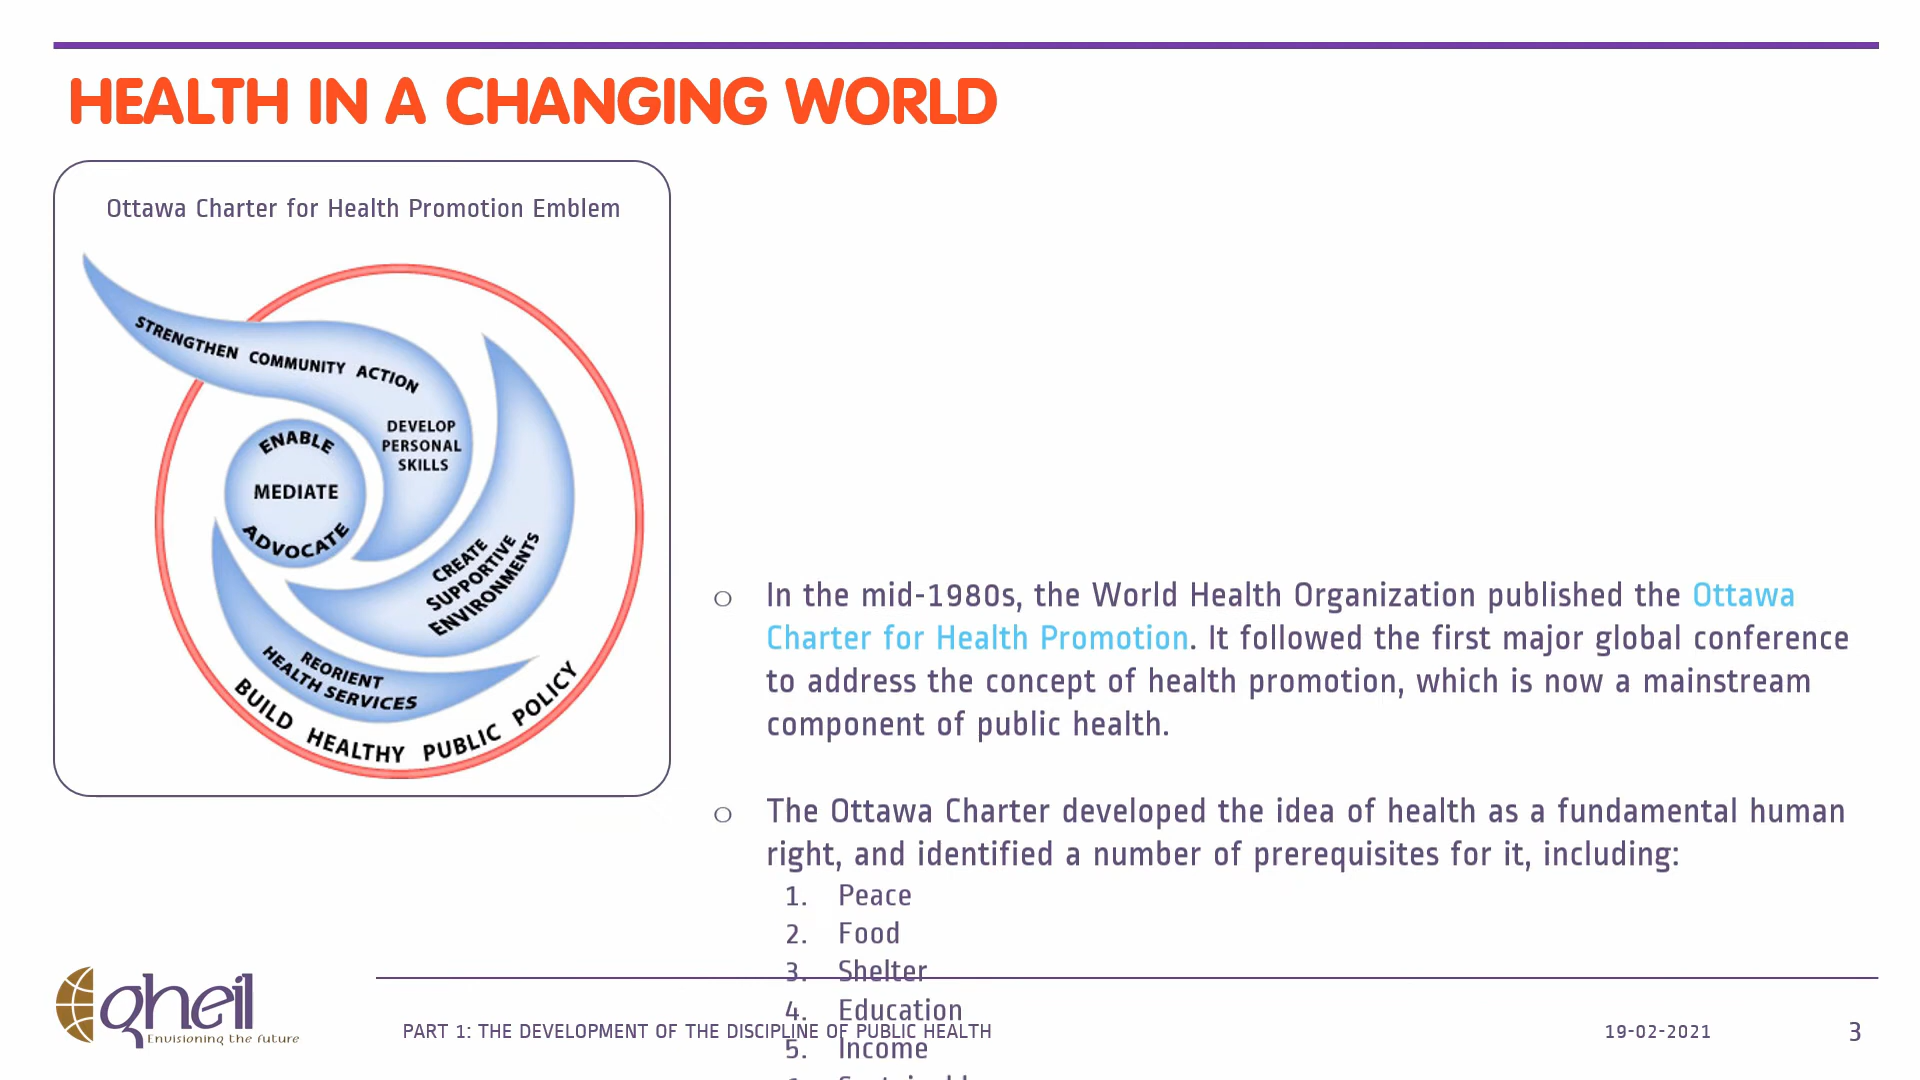 HEALTH IN A CHANGING WORLD
Ottawa Charter for Health Promotion Emblem
STRENGTHEN COMMUNITY ACTION
DEVELOP
PERSONAL
SKILLS
ENABLE
MEDIATE
ADVOCATE
CREATE
SUPPORTIVE
ENVIRONMENTS
REORIENT
HEALTH SERVICES
BUILD HEALTHY PUBLIC POLICY
o In the mid-1980s, the World Health Organization published the Ottawa
Charter for Health Promotion. It followed the first major global conference
to address the concept of health promotion, which is now a mainstream
component of public health.
o The Ottawa Charter developed the idea of health as a fundamental human
right, and identified a number of prerequisites for it, including:
1. Peace
2. Food
3. Shelter
4. Education
5. Income
gheil
Envisioning the future
PART 1: THE DEVELOPMENT OF THE DISCIPLINE OF PUBLIC HEALTH
19-02-2021
3